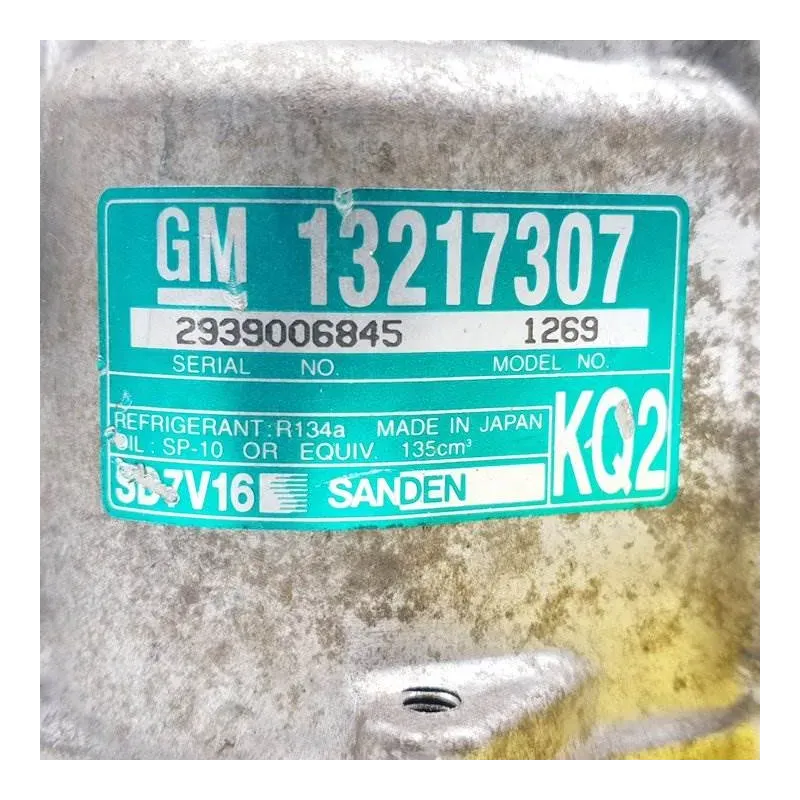 GM 13217307
2939006845 1269
SERIAL NO. MODEL NO.
REFRIGERANT: R134a MADE IN JAPAN
OIL: SP-10 OR EQUIV. 135cm³
KQ2
SD7V16 SANDEN